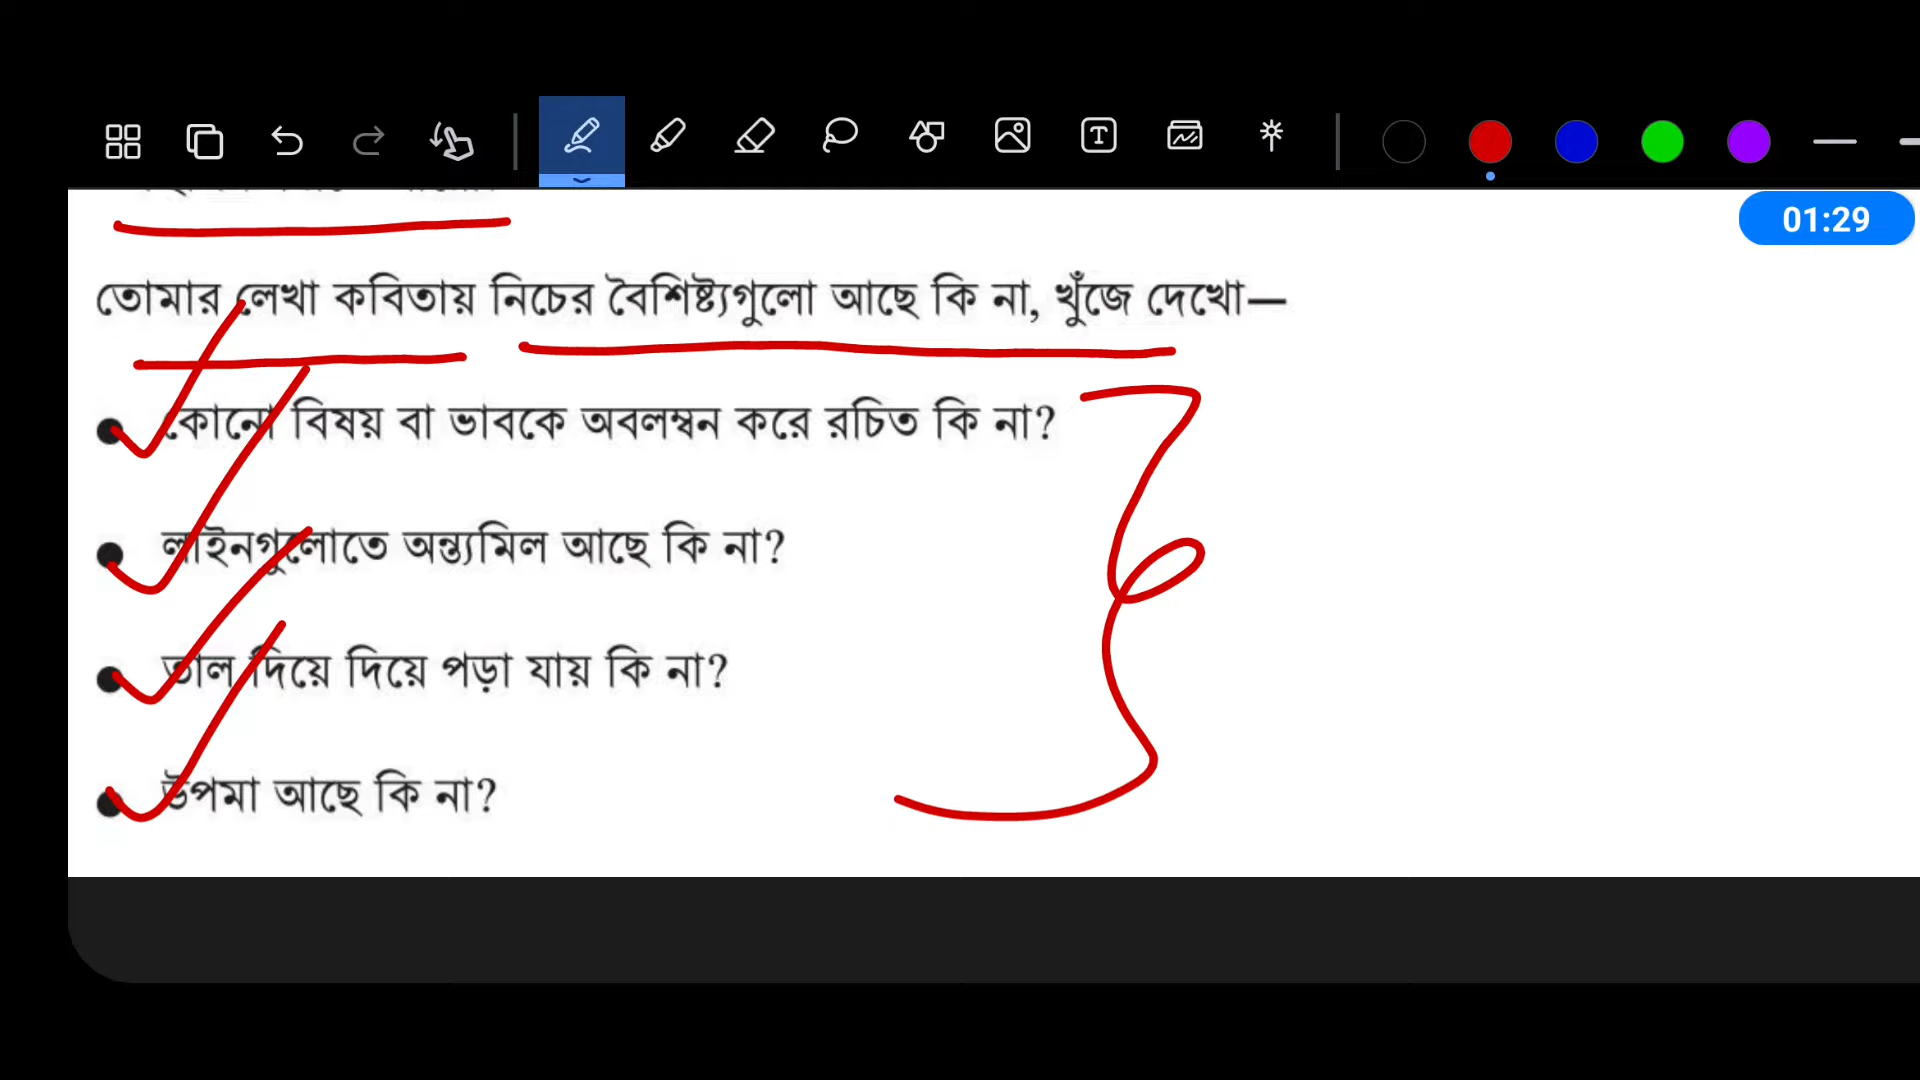 01:29
তোমার লেখা কবিতায় নিচের বৈশিষ্ট্যগুলো আছে কি না, খুঁজে দেখো—
● কোনো বিষয় বা ভাবকে অবলম্বন করে রচিত কি না?
● লাইনগুলোতে অন্ত্যমিল আছে কি না?
● তাল দিয়ে দিয়ে পড়া যায় কি না?
● উপমা আছে কি না?